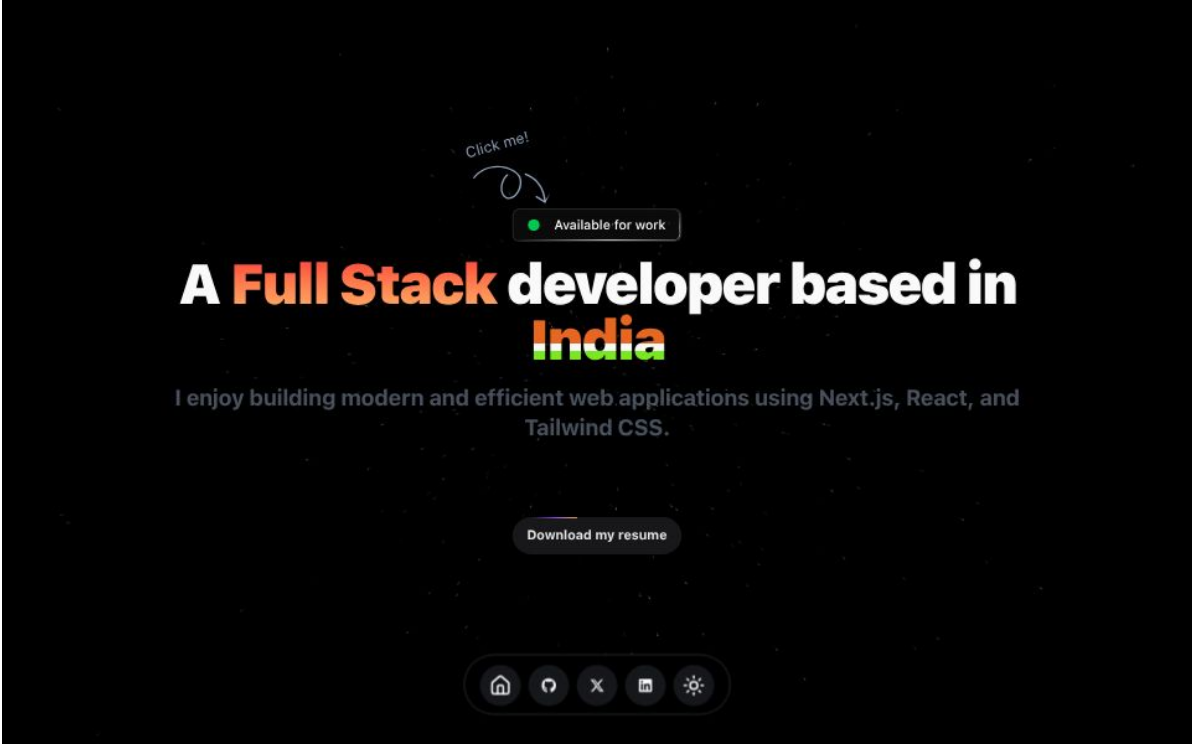 Click me!
Available for work
A Full Stack developer based in
India
I enjoy building modern and efficient web applications using Next.js, React, and
Tailwind CSS.
Download my resume